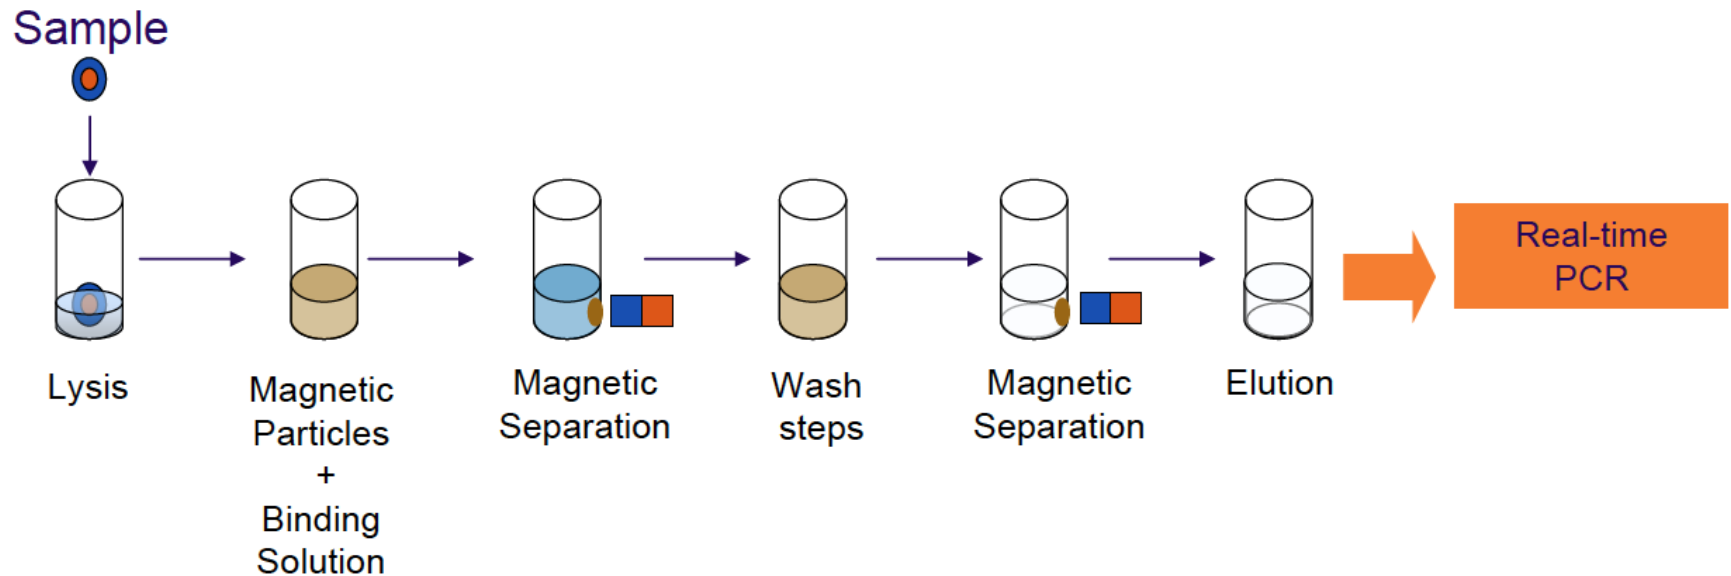 Sample
Lysis
Magnetic
Particles
+
Binding
Solution
Magnetic
Separation
Wash
steps
Magnetic
Separation
Elution
Real-time
PCR